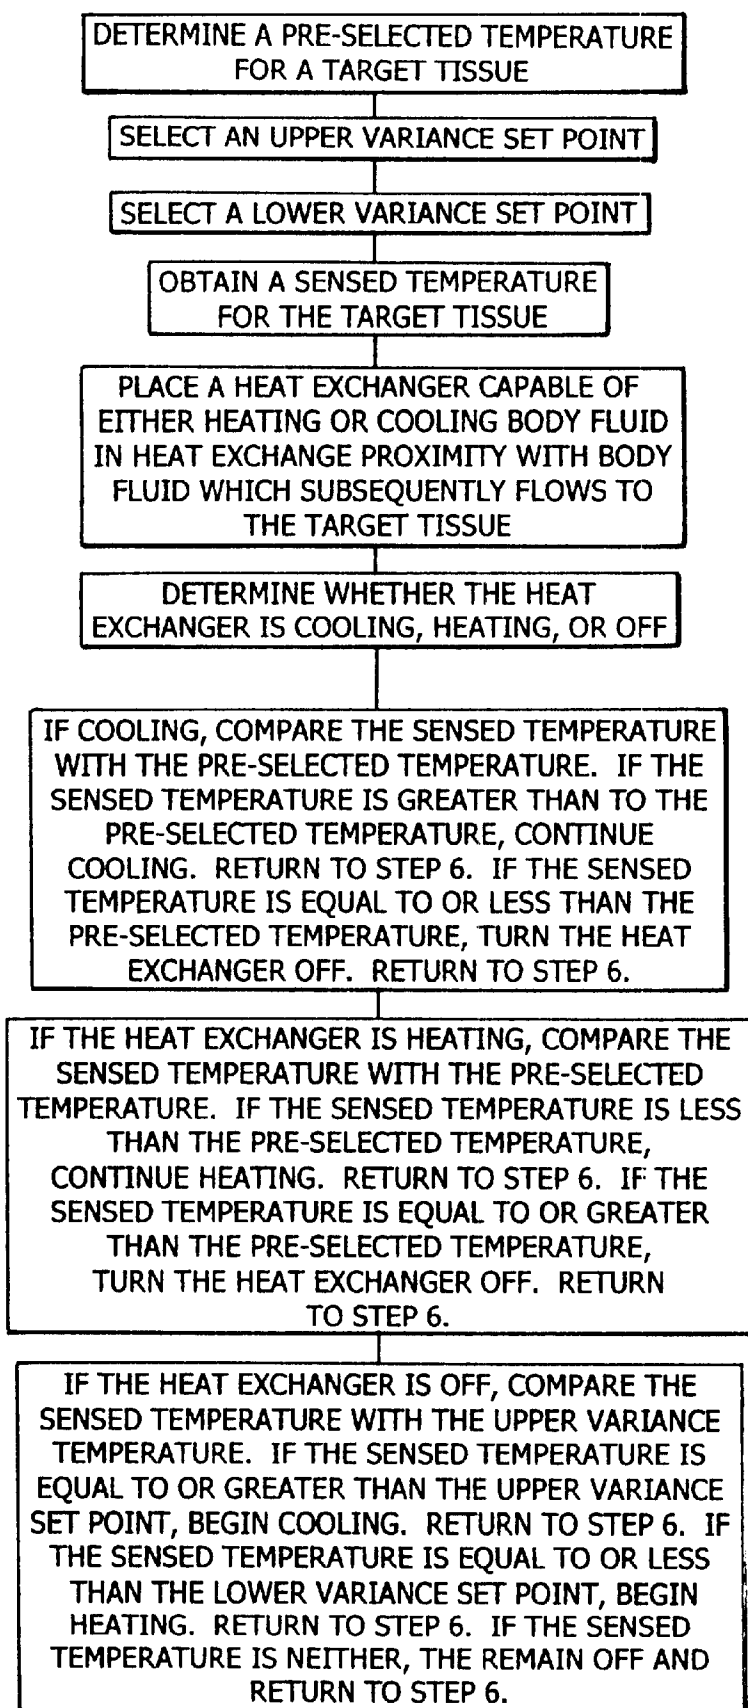 DETERMINE A PRE-SELECTED TEMPERATURE
FOR A TARGET TISSUE
SELECT AN UPPER VARIANCE SET POINT
SELECT A LOWER VARIANCE SET POINT
OBTAIN A SENSED TEMPERATURE
FOR THE TARGET TISSUE
PLACE A HEAT EXCHANGER CAPABLE OF
EITHER HEATING OR COOLING BODY FLUID
IN HEAT EXCHANGE PROXIMITY WITH BODY
FLUID WHICH SUBSEQUENTLY FLOWS TO
THE TARGET TISSUE
DETERMINE WHETHER THE HEAT
EXCHANGER IS COOLING, HEATING, OR OFF
IF COOLING, COMPARE THE SENSED TEMPERATURE
WITH THE PRE-SELECTED TEMPERATURE. IF THE
SENSED TEMPERATURE IS GREATER THAN TO THE
PRE-SELECTED TEMPERATURE, CONTINUE
COOLING. RETURN TO STEP 6. IF THE SENSED
TEMPERATURE IS EQUAL TO OR LESS THAN THE
PRE-SELECTED TEMPERATURE, TURN THE HEAT
EXCHANGER OFF. RETURN TO STEP 6.
IF THE HEAT EXCHANGER IS HEATING, COMPARE THE
SENSED TEMPERATURE WITH THE PRE-SELECTED
TEMPERATURE. IF THE SENSED TEMPERATURE IS LESS
THAN THE PRE-SELECTED TEMPERATURE,
CONTINUE HEATING. RETURN TO STEP 6. IF THE
SENSED TEMPERATURE IS EQUAL TO OR GREATER
THAN THE PRE-SELECTED TEMPERATURE,
TURN THE HEAT EXCHANGER OFF. RETURN
TO STEP 6.
IF THE HEAT EXCHANGER IS OFF, COMPARE THE
SENSED TEMPERATURE WITH THE UPPER VARIANCE
TEMPERATURE. IF THE SENSED TEMPERATURE IS
EQUAL TO OR GREATER THAN THE UPPER VARIANCE
SET POINT, BEGIN COOLING. RETURN TO STEP 6. IF
THE SENSED TEMPERATURE IS EQUAL TO OR LESS
THAN THE LOWER VARIANCE SET POINT, BEGIN
HEATING. RETURN TO STEP 6. IF THE SENSED
TEMPERATURE IS NEITHER, THE REMAIN OFF AND
RETURN TO STEP 6.